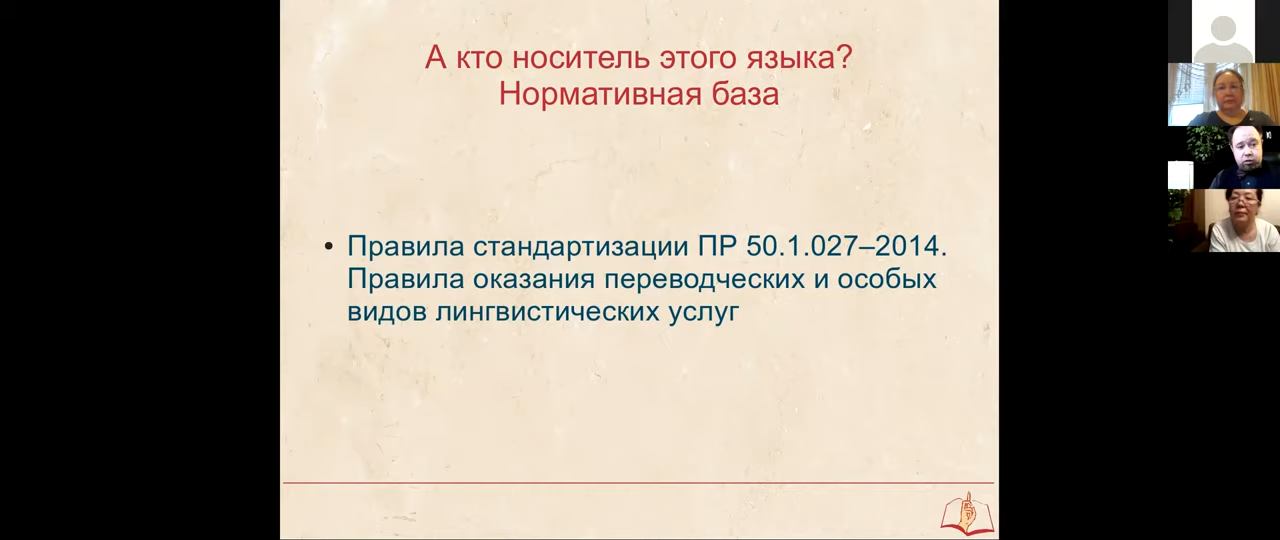 А кто носитель этого языка?
Нормативная база
• Правила стандартизации ПР 50.1.027–2014.
Правила оказания переводческих и особых
видов лингвистических услуг